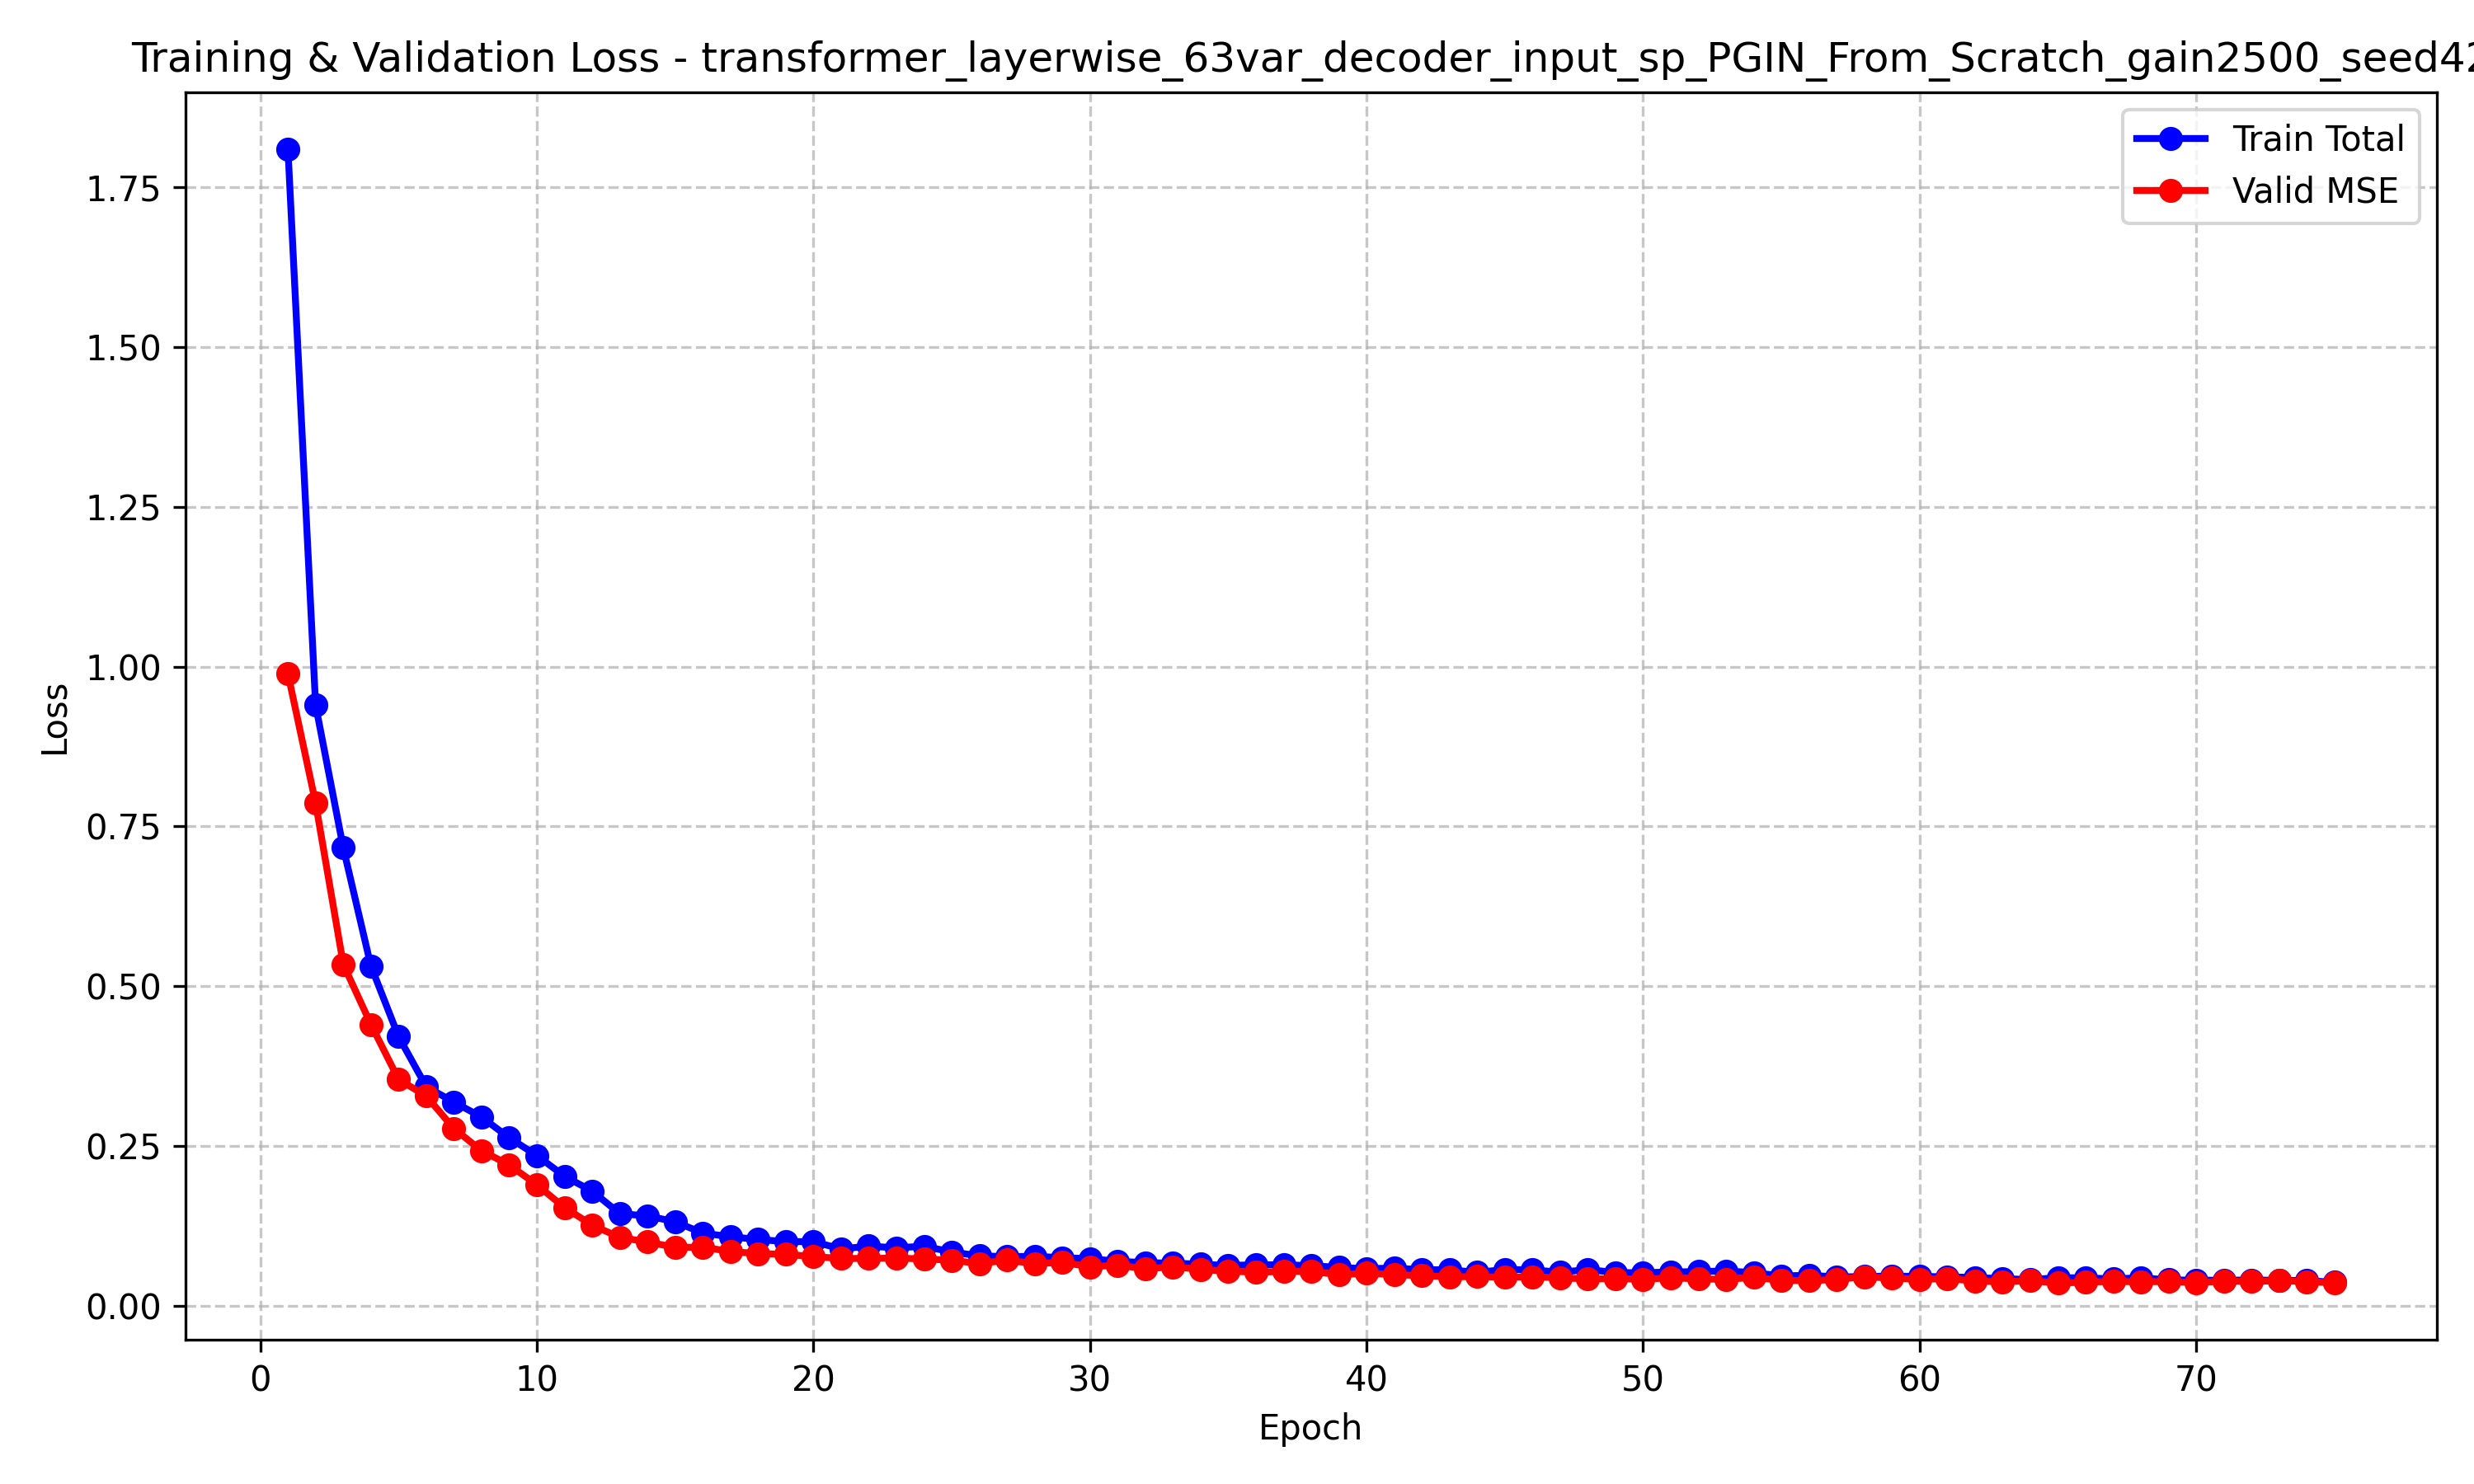 Training & Validation Loss - transformer_layerwise_63var_decoder_input_sp_PGIN_From_Scratch_gain2500_seed42
Train Total
Valid MSE
1.75
1.50
1.25
1.00
0.75
0.50
0.25
0.00
Loss
0 10 20 30 40 50 60 70
Epoch